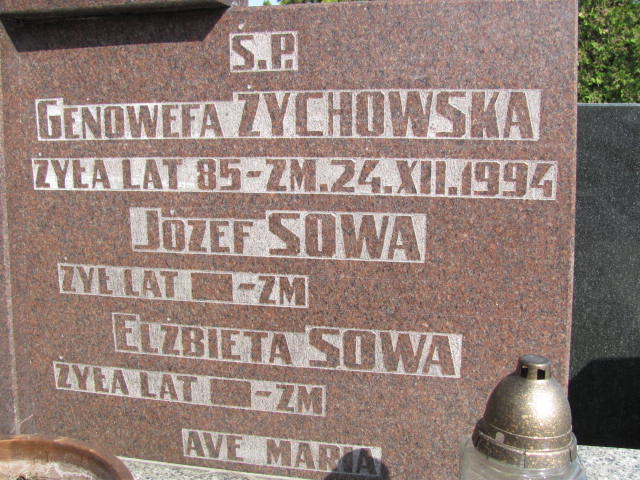 Ś.P.
GENOWEFA ŻYCHOWSKA
ŻYŁA LAT 85-ZM.24.XII.1994
JÓZEF SOWA
ŻYŁ LAT -ZM
ELŻBIETA SOWA
ŻYŁA LAT -ZM
AVE MARIA